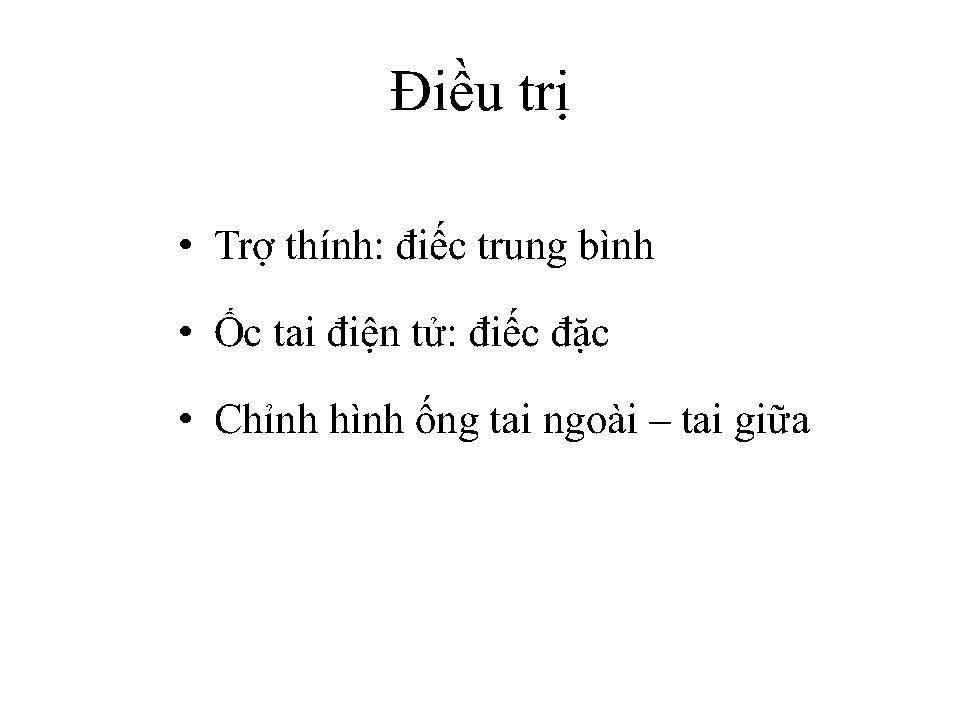 Điều trị
• Trợ thính: điếc trung bình
• Ốc tai điện tử: điếc đặc
• Chỉnh hình ống tai ngoài – tai giữa